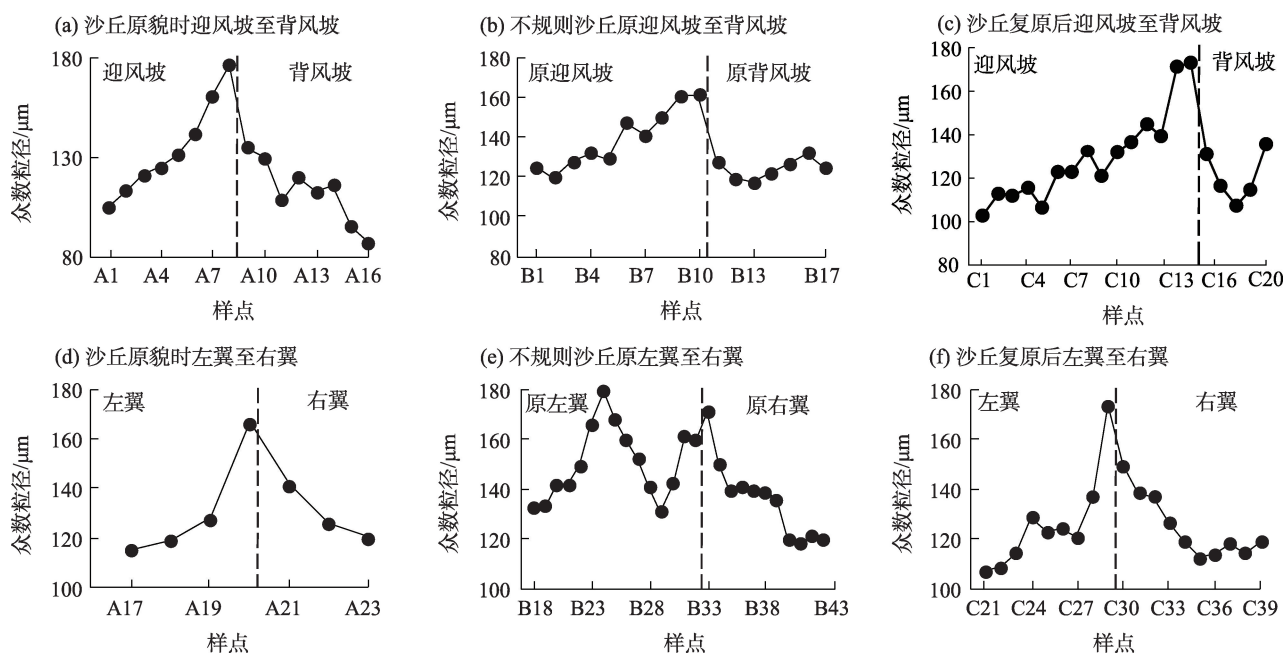 (a) 沙丘原貌时迎风坡至背风坡
180
130
80
众数粒径/μm
迎风坡
背风坡
A1 A4 A7 A10 A13 A16
样点
(b) 不规则沙丘原迎风坡至背风坡
180
160
140
120
100
80
众数粒径/μm
原迎风坡
原背风坡
B1 B4 B7 B10 B13 B17
样点
(c) 沙丘复原后迎风坡至背风坡
180
160
140
120
100
80
众数粒径/μm
迎风坡
背风坡
C1 C4 C7 C10 C13 C16 C20
样点
(d) 沙丘原貌时左翼至右翼
180
160
140
120
100
众数粒径/μm
左翼
右翼
A17 A19 A21 A23
样点
(e) 不规则沙丘原左翼至右翼
180
160
140
120
100
众数粒径/μm
原左翼
原右翼
B18 B23 B28 B33 B38 B43
样点
(f) 沙丘复原后左翼至右翼
180
160
140
120
100
众数粒径/μm
左翼
右翼
C21 C24 C27 C30 C33 C36 C39
样点